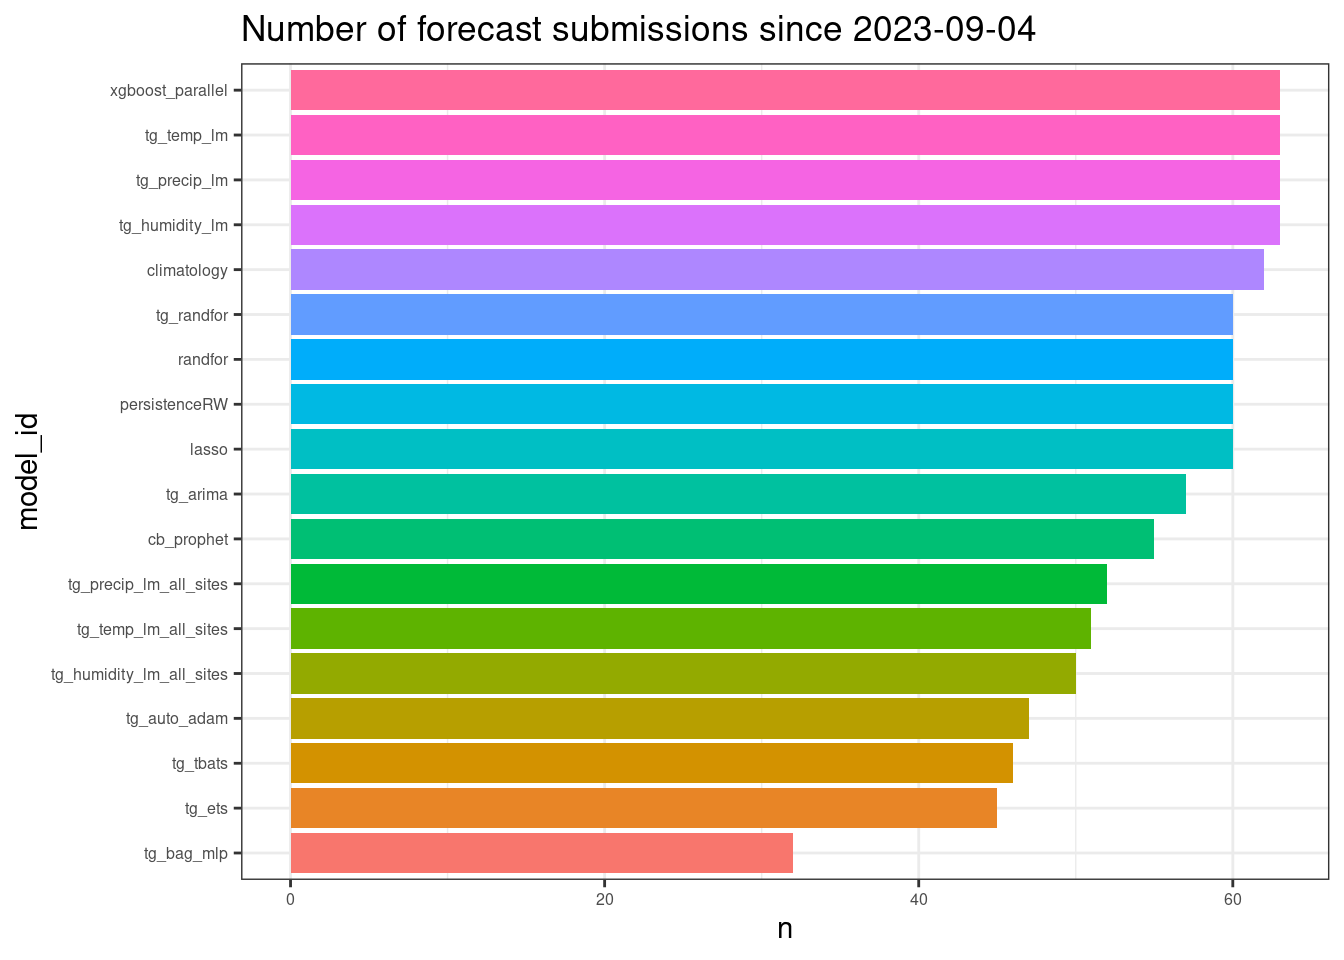 Number of forecast submissions since 2023-09-04
xgboost_parallel
tg_temp_lm
tg_precip_lm
tg_humidity_lm
climatology
tg_randfor
randfor
persistenceRW
lasso
tg_arima
cb_prophet
tg_precip_lm_all_sites
tg_temp_lm_all_sites
tg_humidity_lm_all_sites
tg_auto_adam
tg_tbats
tg_ets
tg_bag_mlp
model_id
0 20 40 60
n